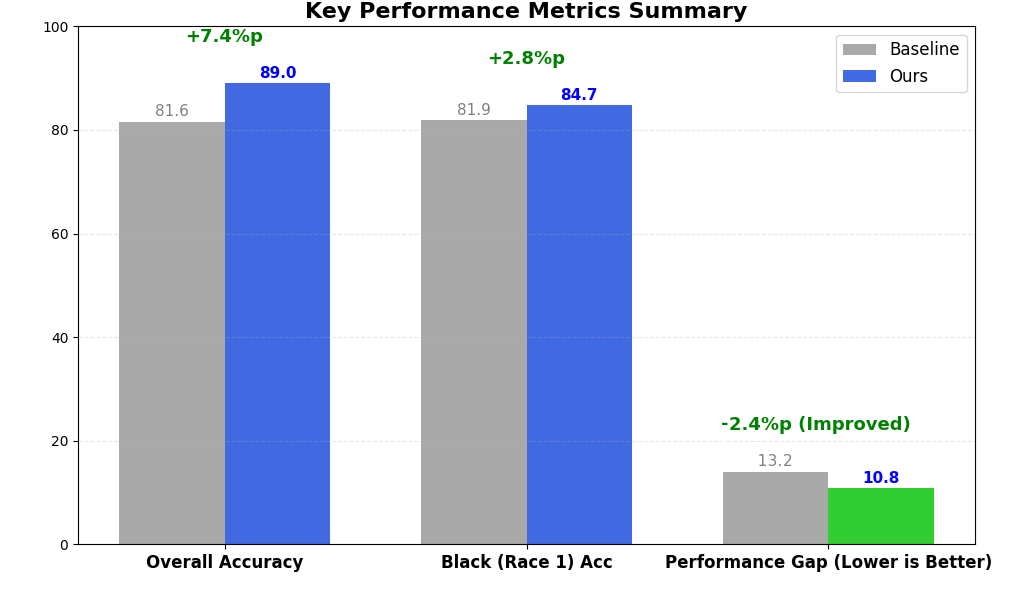 Key Performance Metrics Summary
100
80
60
40
20
0
+7.4%p
81.6
89.0
+2.8%p
81.9
84.7
-2.4%p (Improved)
13.2
10.8
Baseline
Ours
Overall Accuracy
Black (Race 1) Acc
Performance Gap (Lower is Better)